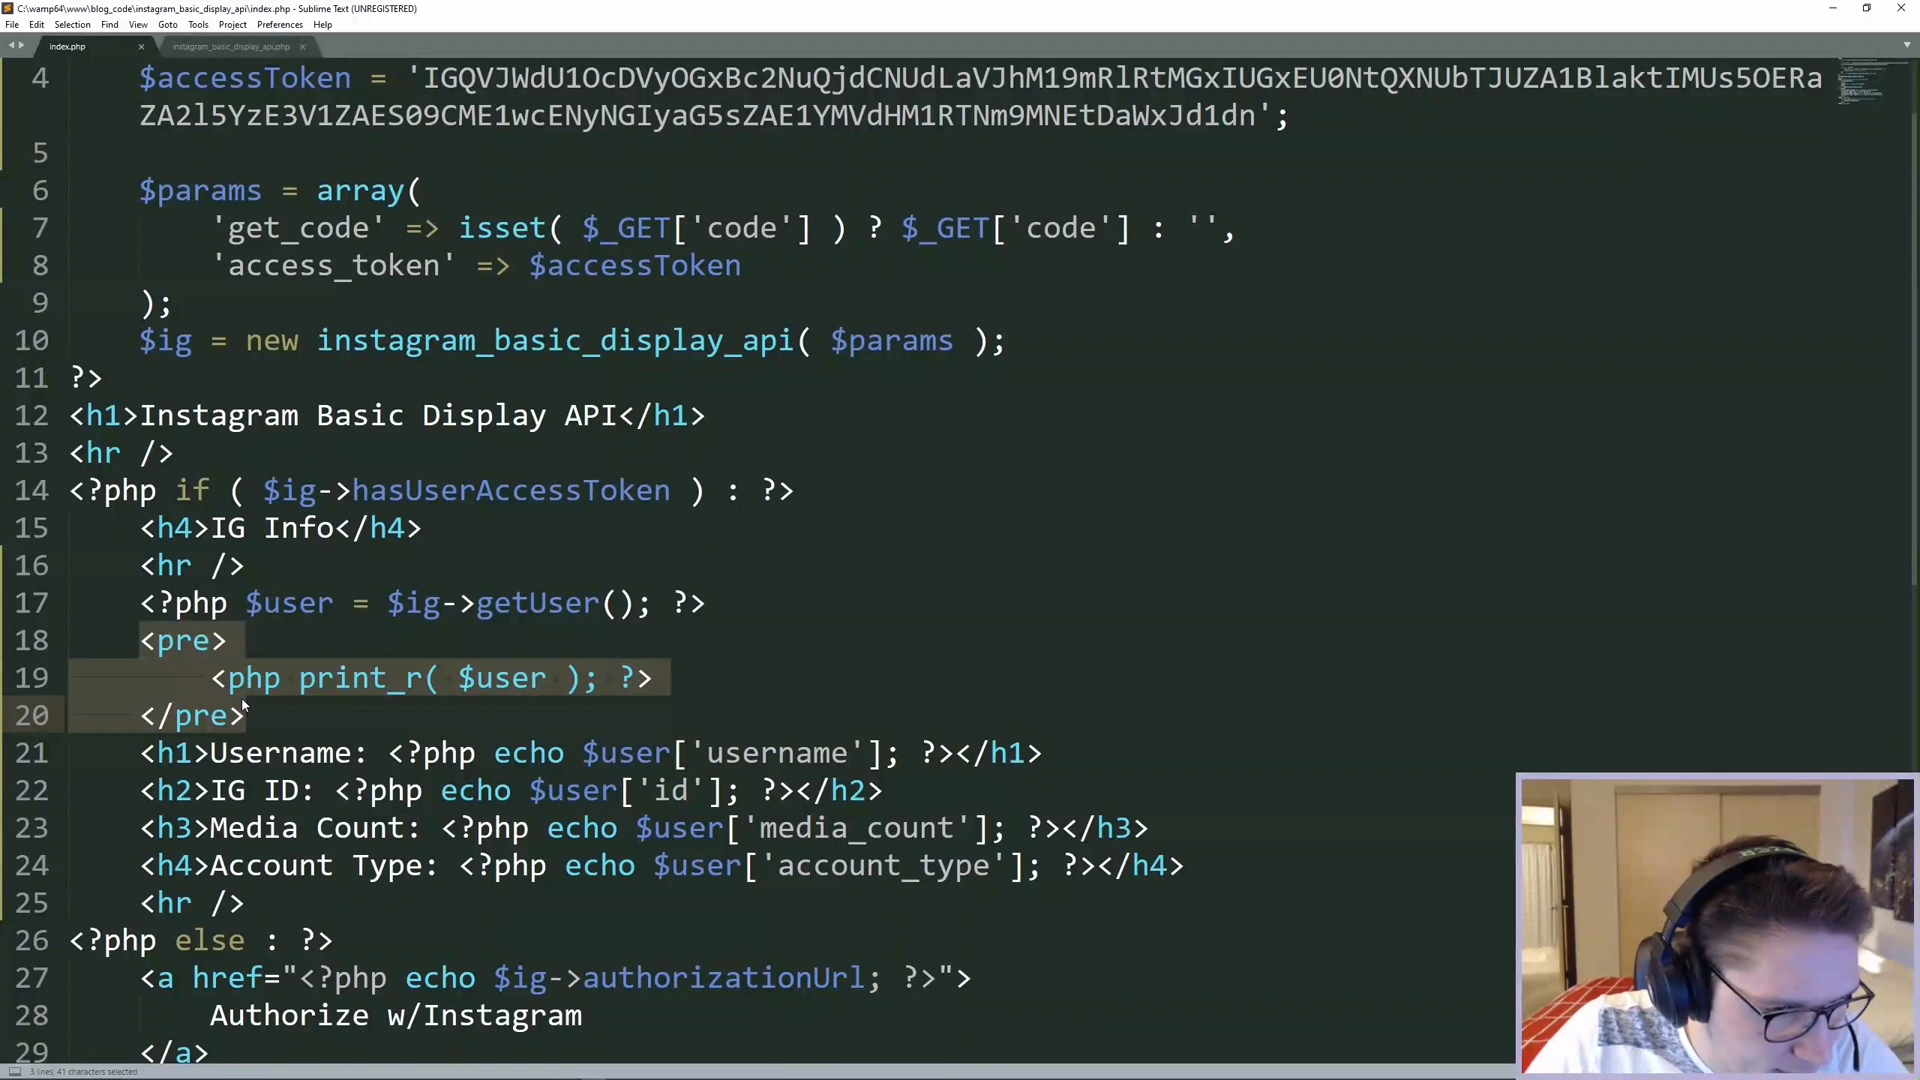 C:\wamp64\www\blog_code\instagram_basic_display_api\index.php - Sublime Text (UNREGISTERED)
File Edit Selection Find View Goto Tools Project Preferences Help
index.php × instagram_basic_display_api.php ×
4 $accessToken = 'IGQVJWdU1OcDVyOGxBc2NuQjdCNUdLaVJhM19mRlRtMGxIUGxEU0NtQXNUbTJUZA1BlaktIMUs5OERa
ZA2l5YzE3V1ZAES09CME1wcENyNGIyaG5sZAE1YMVdHM1RTNm9MNEtDaWxJd1dn';
5
6 $params = array(
7 'get_code' => isset( $_GET['code'] ) ? $_GET['code'] : '',
8 'access_token' => $accessToken
9 );
10 $ig = new instagram_basic_display_api( $params );
11 ?>
12 <h1>Instagram Basic Display API</h1>
13 <hr />
14 <?php if ( $ig->hasUserAccessToken ) : ?>
15 <h4>IG Info</h4>
16 <hr />
17 <?php $user = $ig->getUser(); ?>
18 <pre>
19 <php print_r( $user ); ?>
20 </pre>
21 <h1>Username: <?php echo $user['username']; ?></h1>
22 <h2>IG ID: <?php echo $user['id']; ?></h2>
23 <h3>Media Count: <?php echo $user['media_count']; ?></h3>
24 <h4>Account Type: <?php echo $user['account_type']; ?></h4>
25 <hr />
26 <?php else : ?>
27 <a href="<?php echo $ig->authorizationUrl; ?>">
28 Authorize w/Instagram
29 </a>
3 lines, 41 characters selected